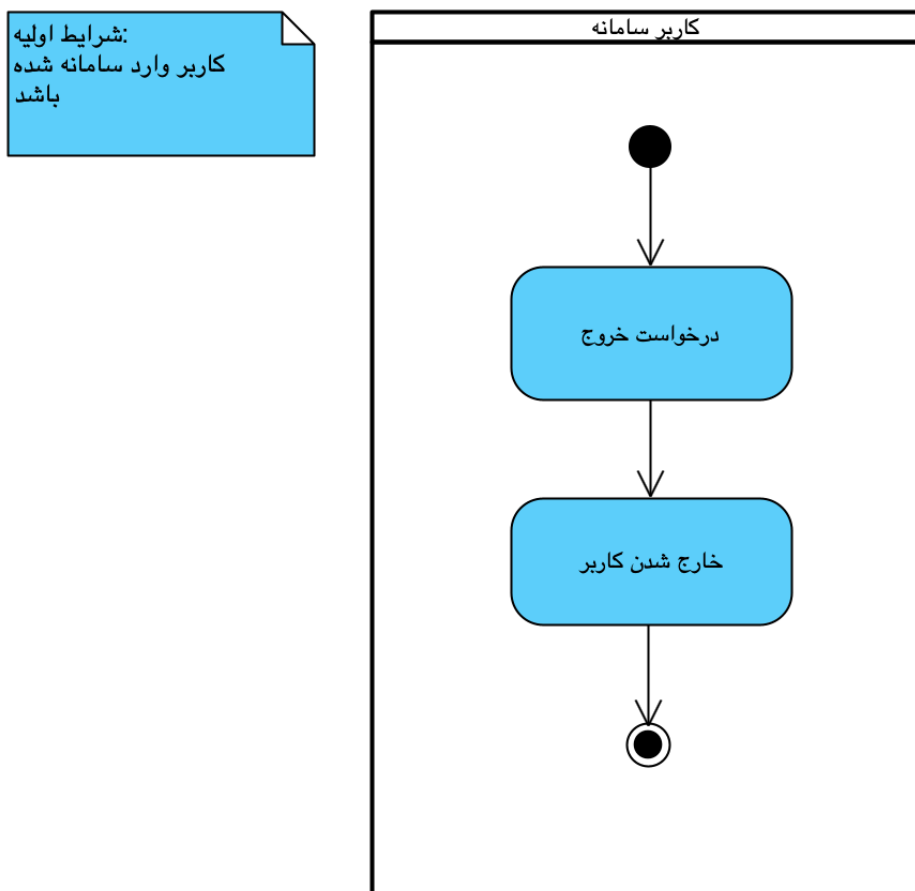 شرایط اولیه:
کاربر وارد سامانه شده
باشد
کاربر سامانه
درخواست خروج
خارج شدن کاربر